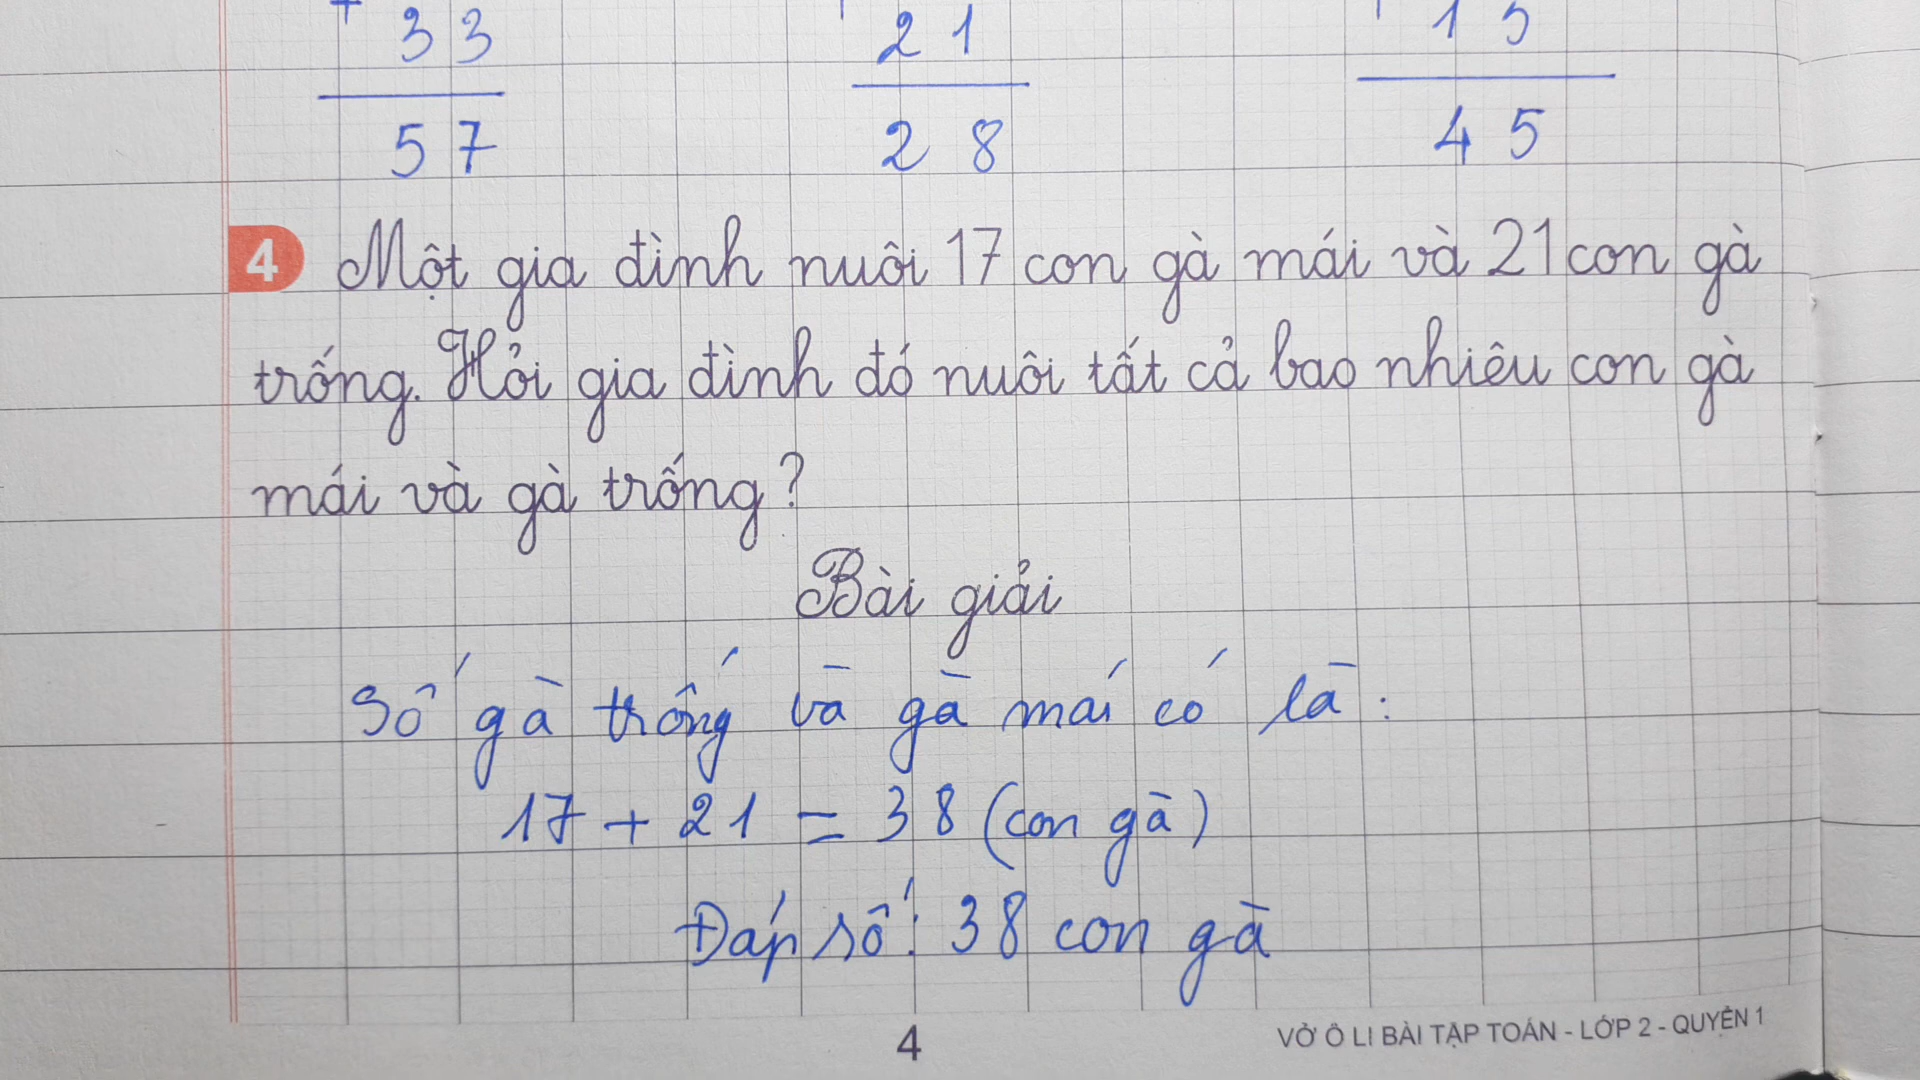 + 33 21 15
57 28 45
4 Một gia đình nuôi 17 con gà mái và 21 con gà
trống. Hỏi gia đình đó nuôi tất cả bao nhiêu con gà
mái và gà trống?
Bài giải
Số gà trống và gà mái có là:
17 + 21 = 38 (con gà)
Đáp số: 38 con gà
4
VỞ Ô LI BÀI TẬP TOÁN - LỚP 2 - QUYỂN 1